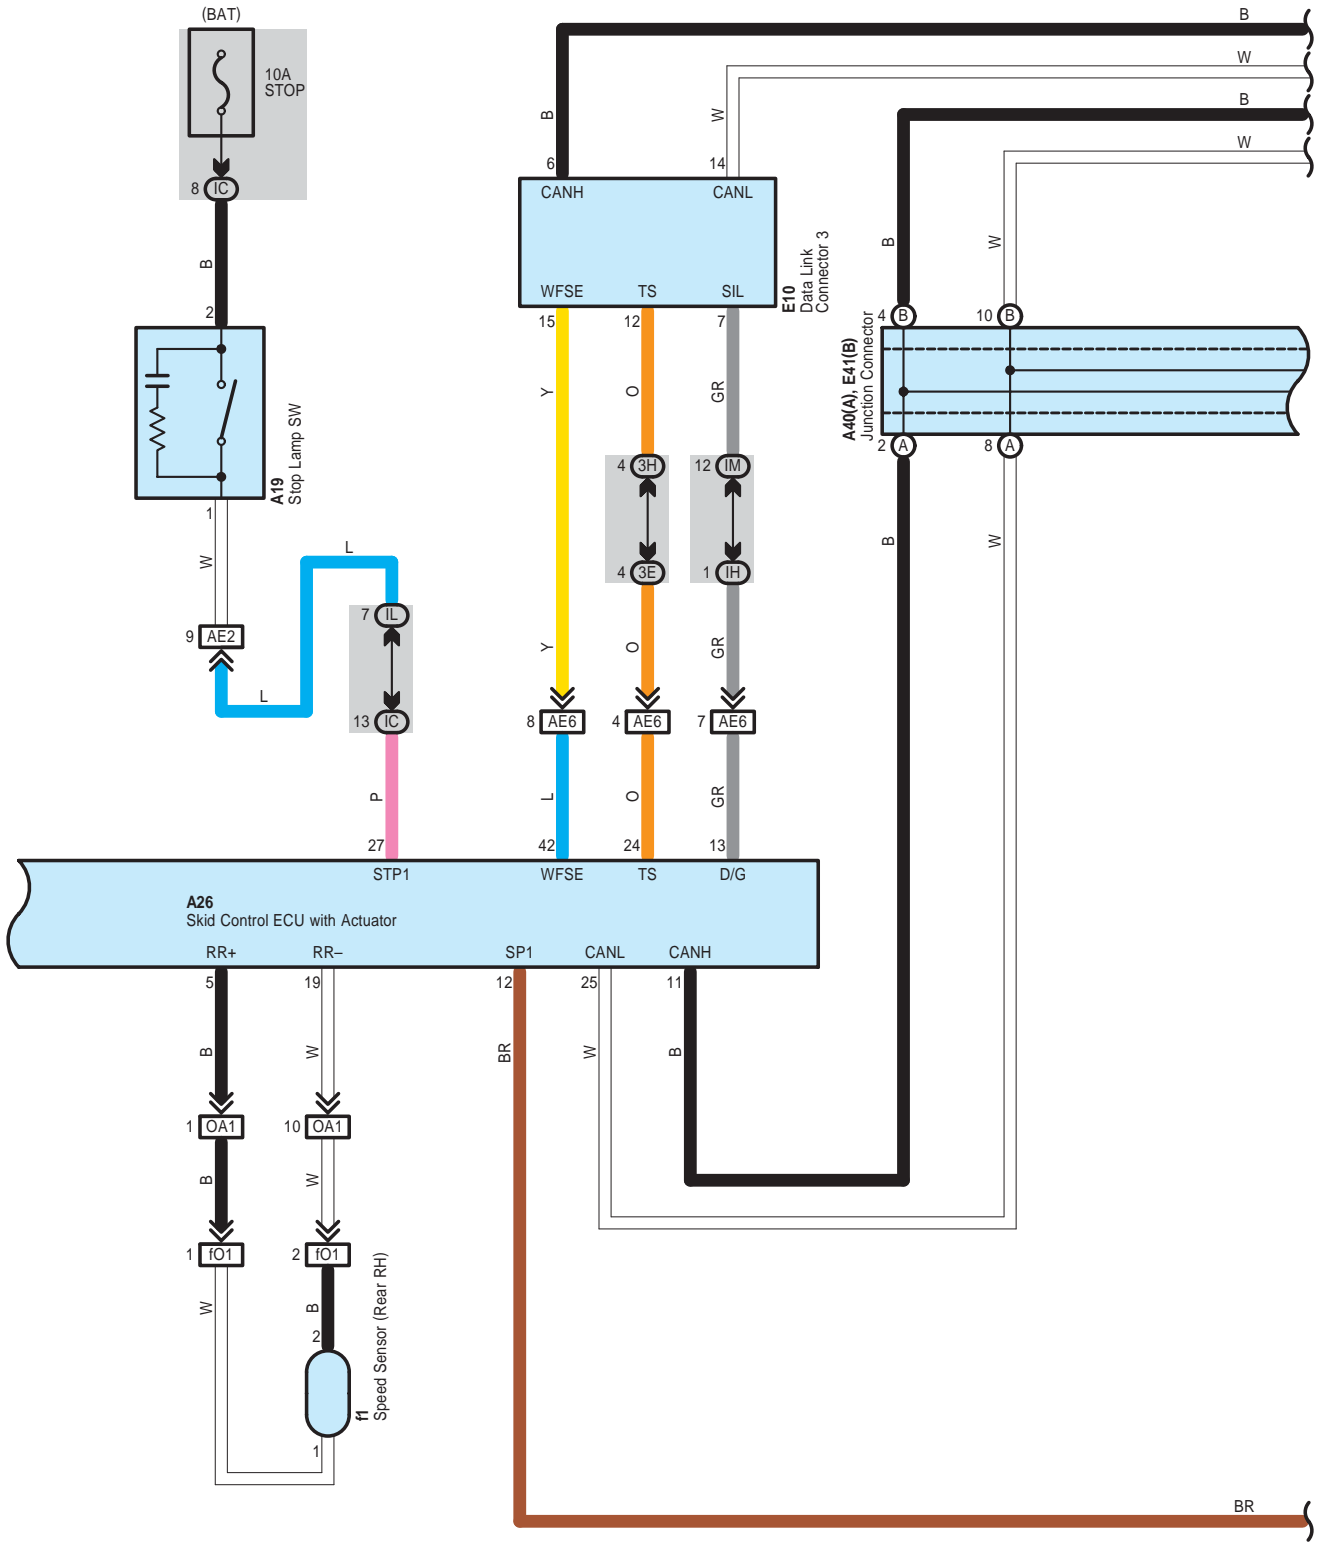 (BAT)
10A
STOP
8 IC
B
2
A19
Stop Lamp SW
1
W
9 AE2
L
L
7 IL
13 IC
P
27
STP1
B
W
B
W
B
W
6
14
CANH
CANL
WFSE
TS
SIL
E10
Data Link
Connector 3
15
12
7
Y
O
GR
4 3H
12 IM
4 3E
1 IH
Y
O
GR
8 AE6
4 AE6
7 AE6
L
O
GR
42
24
13
WFSE
TS
D/G
B
W
4 B
10 B
A40(A), E41(B)
Junction Connector
2 A
8 A
B
W
A26
Skid Control ECU with Actuator
RR+
RR–
SP1
CANL
CANH
5
19
12
25
11
B
W
BR
W
B
1 OA1
10 OA1
B
W
1 fO1
2 fO1
W
B
2
f1
Speed Sensor (Rear RH)
1
BR